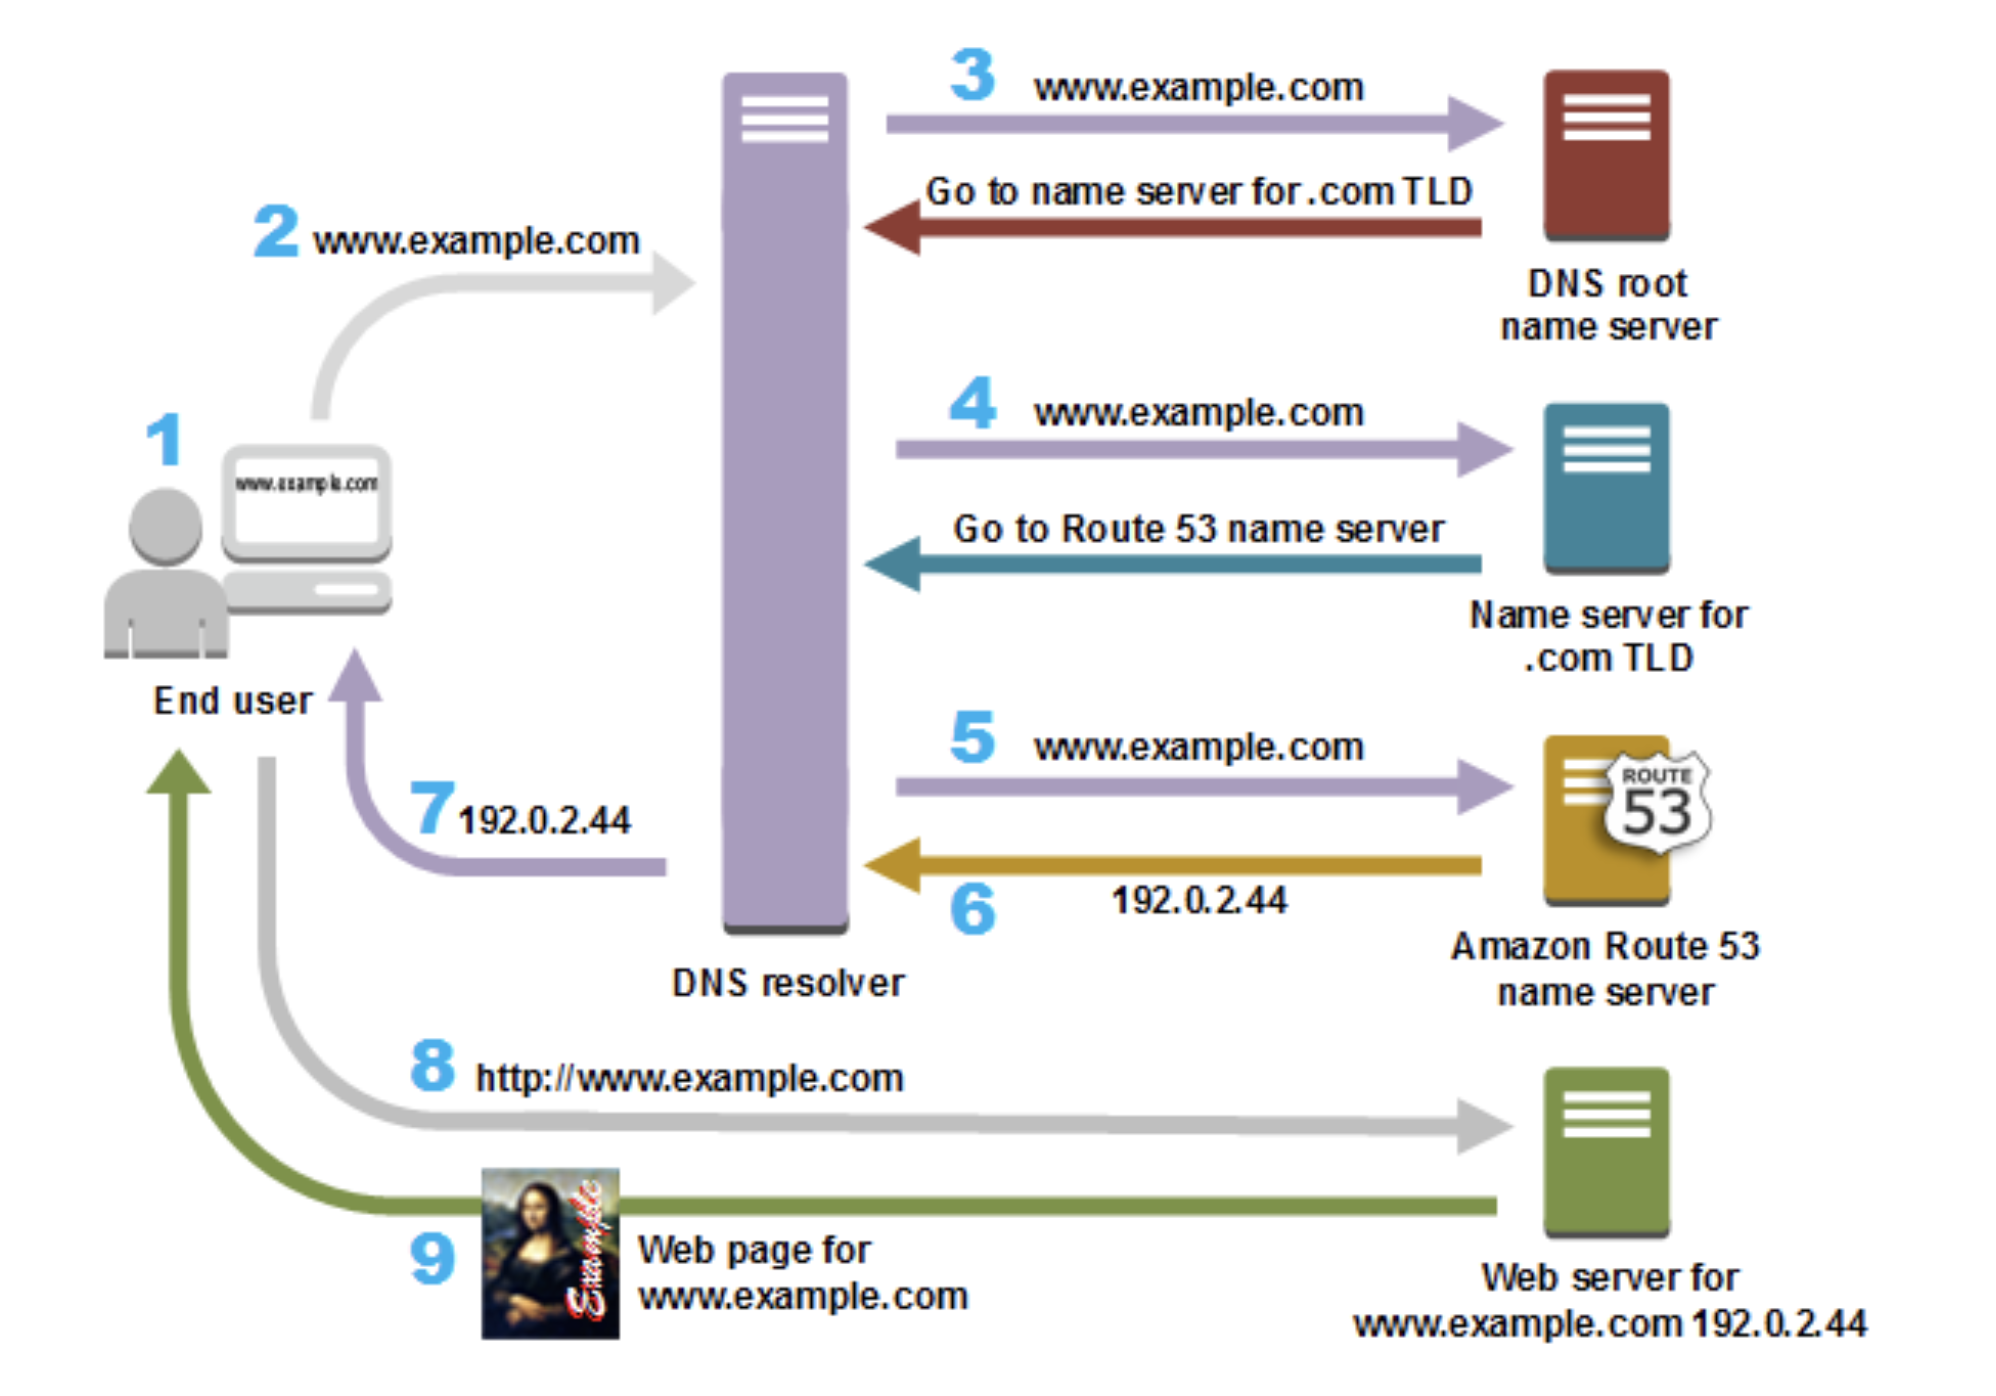 3 www.example.com
Go to name server for .com TLD
DNS root
name server
2 www.example.com
1
www.example.com
End user
4 www.example.com
Go to Route 53 name server
Name server for
.com TLD
5 www.example.com
ROUTE
53
6 192.0.2.44
Amazon Route 53
name server
7 192.0.2.44
DNS resolver
8 http://www.example.com
9
Example
Web page for
www.example.com
Web server for
www.example.com 192.0.2.44